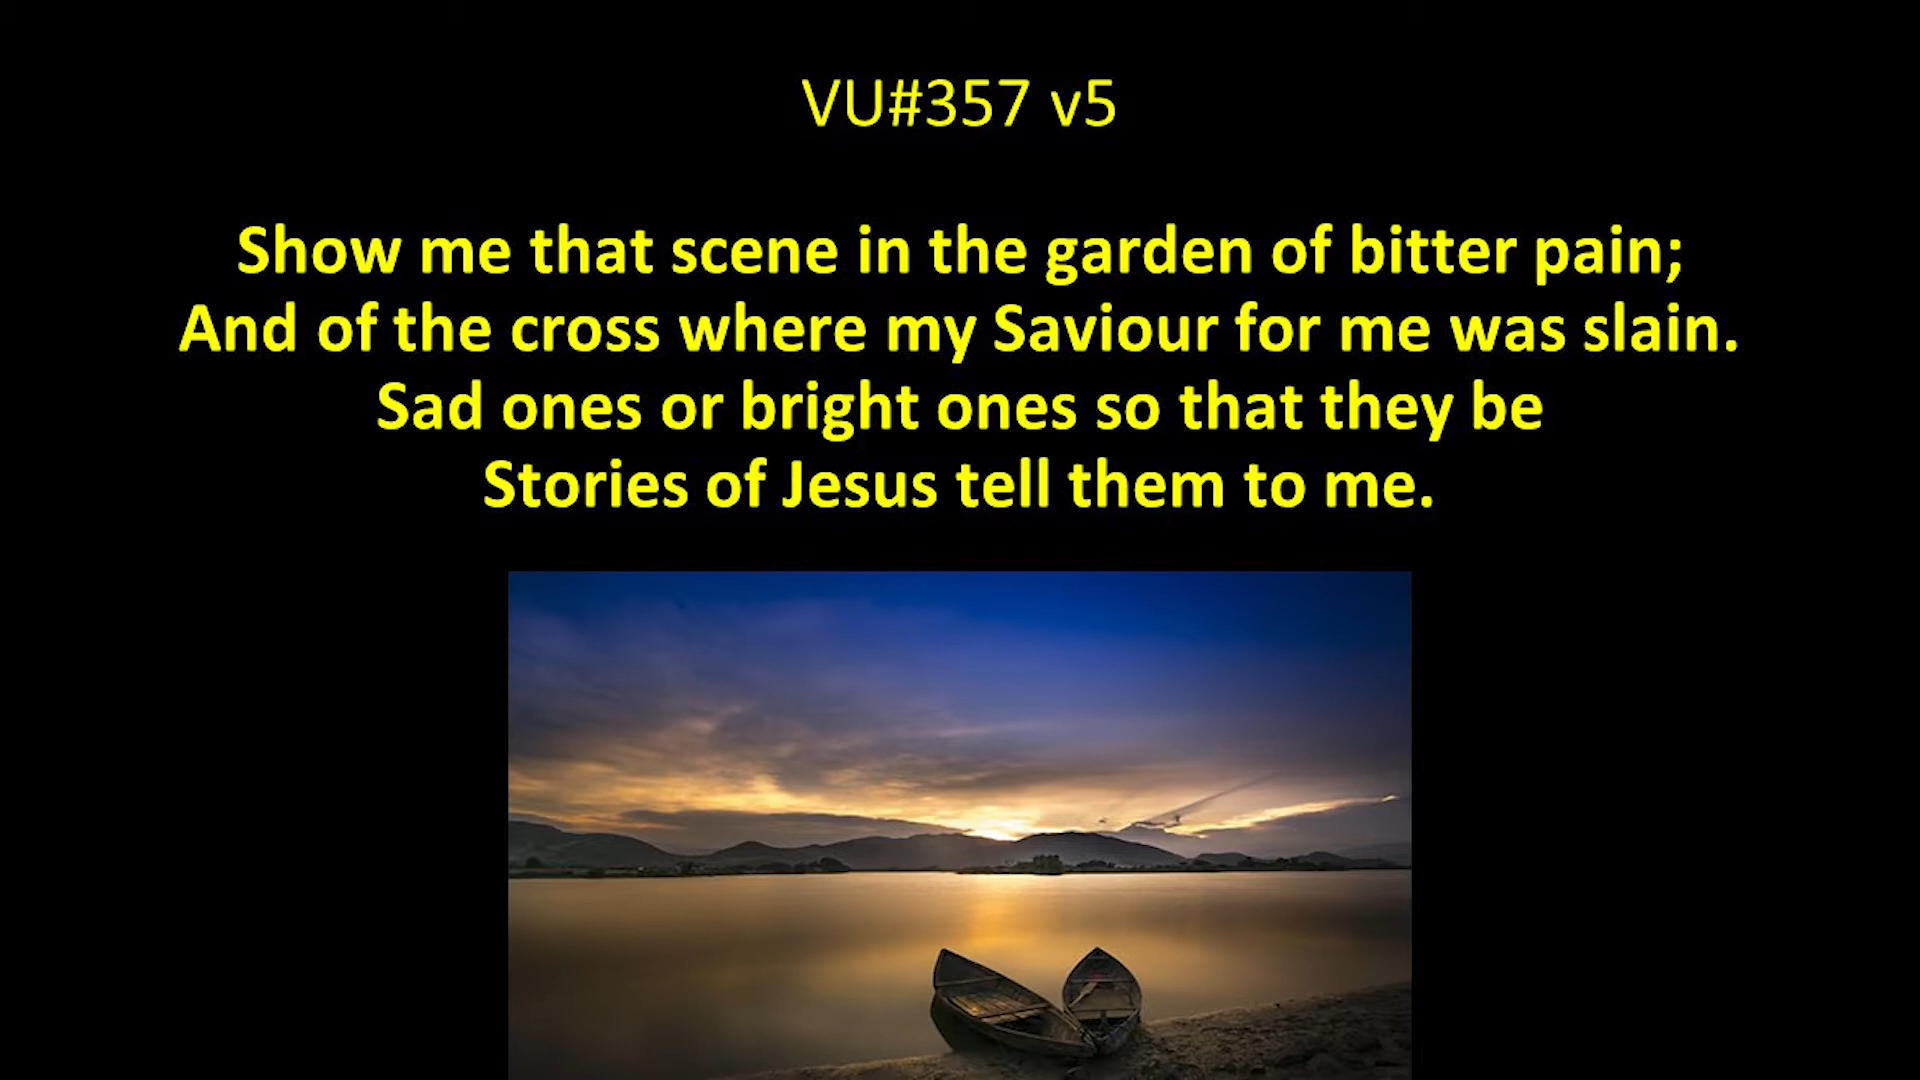 VU#357 v5
Show me that scene in the garden of bitter pain;
And of the cross where my Saviour for me was slain.
Sad ones or bright ones so that they be
Stories of Jesus tell them to me.